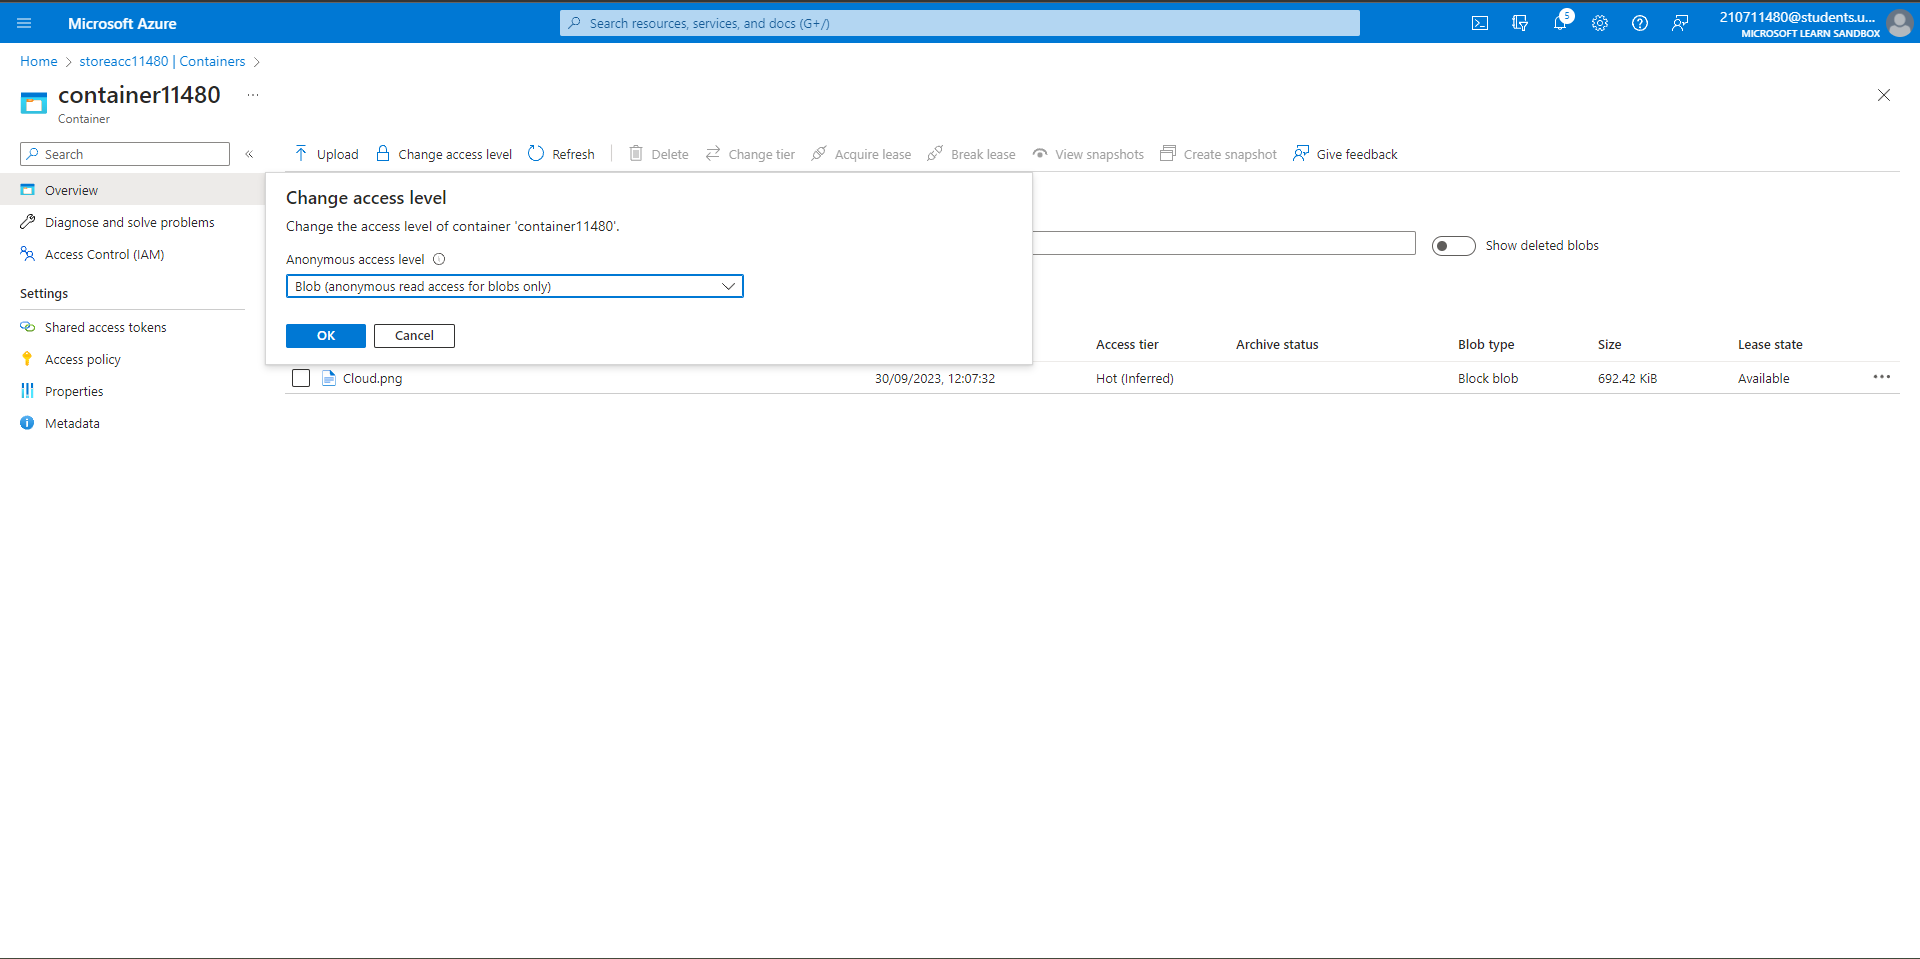 Microsoft Azure
Search resources, services, and docs (G+/)
5
210711480@students.u...
MICROSOFT LEARN SANDBOX
Home > storeacc11480 | Containers >
container11480 ...
Container
Search «
Upload Change access level Refresh Delete Change tier Acquire lease Break lease View snapshots Create snapshot Give feedback
Overview
Diagnose and solve problems
Access Control (IAM)
Settings
Shared access tokens
Access policy
Properties
Metadata
Change access level
Change the access level of container 'container11480'.
Anonymous access level
Blob (anonymous read access for blobs only)
OK Cancel
Show deleted blobs
Access tier Archive status Blob type Size Lease state
Cloud.png 30/09/2023, 12:07:32 Hot (Inferred) Block blob 692.42 KiB Available ...